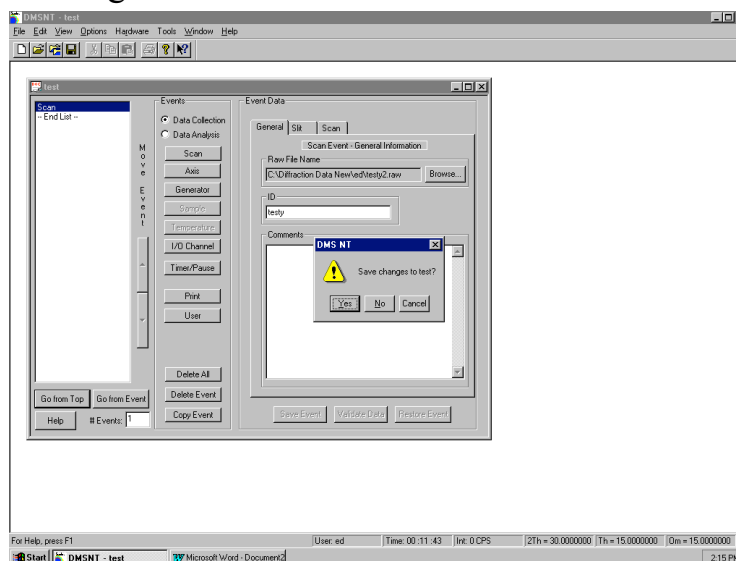 DMSNT - test
File Edit View Options Hardware Tools Window Help
test
Scan
-- End List --
Move Event
Events
Data Collection
Data Analysis
Scan
Axis
Generator
Sample
Temperature
I/O Channel
Timer/Pause
Print
User
Delete All
Delete Event
Copy Event
Go from Top Go from Event
Help # Events: 1
Event Data
General Slit Scan
Scan Event - General Information
Raw File Name
C:\Diffraction Data New\ed\testy2.raw Browse...
ID
testy
Comments
DMS NT
Save changes to test?
Yes No Cancel
Save Event Validate Data Restore Event
For Help, press F1 User: ed Time: 00 :11 :43 Int: 0 CPS 2Th = 30.0000000 Th = 15.0000000 Om = 15.0000000
Start DMSNT - test Microsoft Word - Document2 2:15 PM